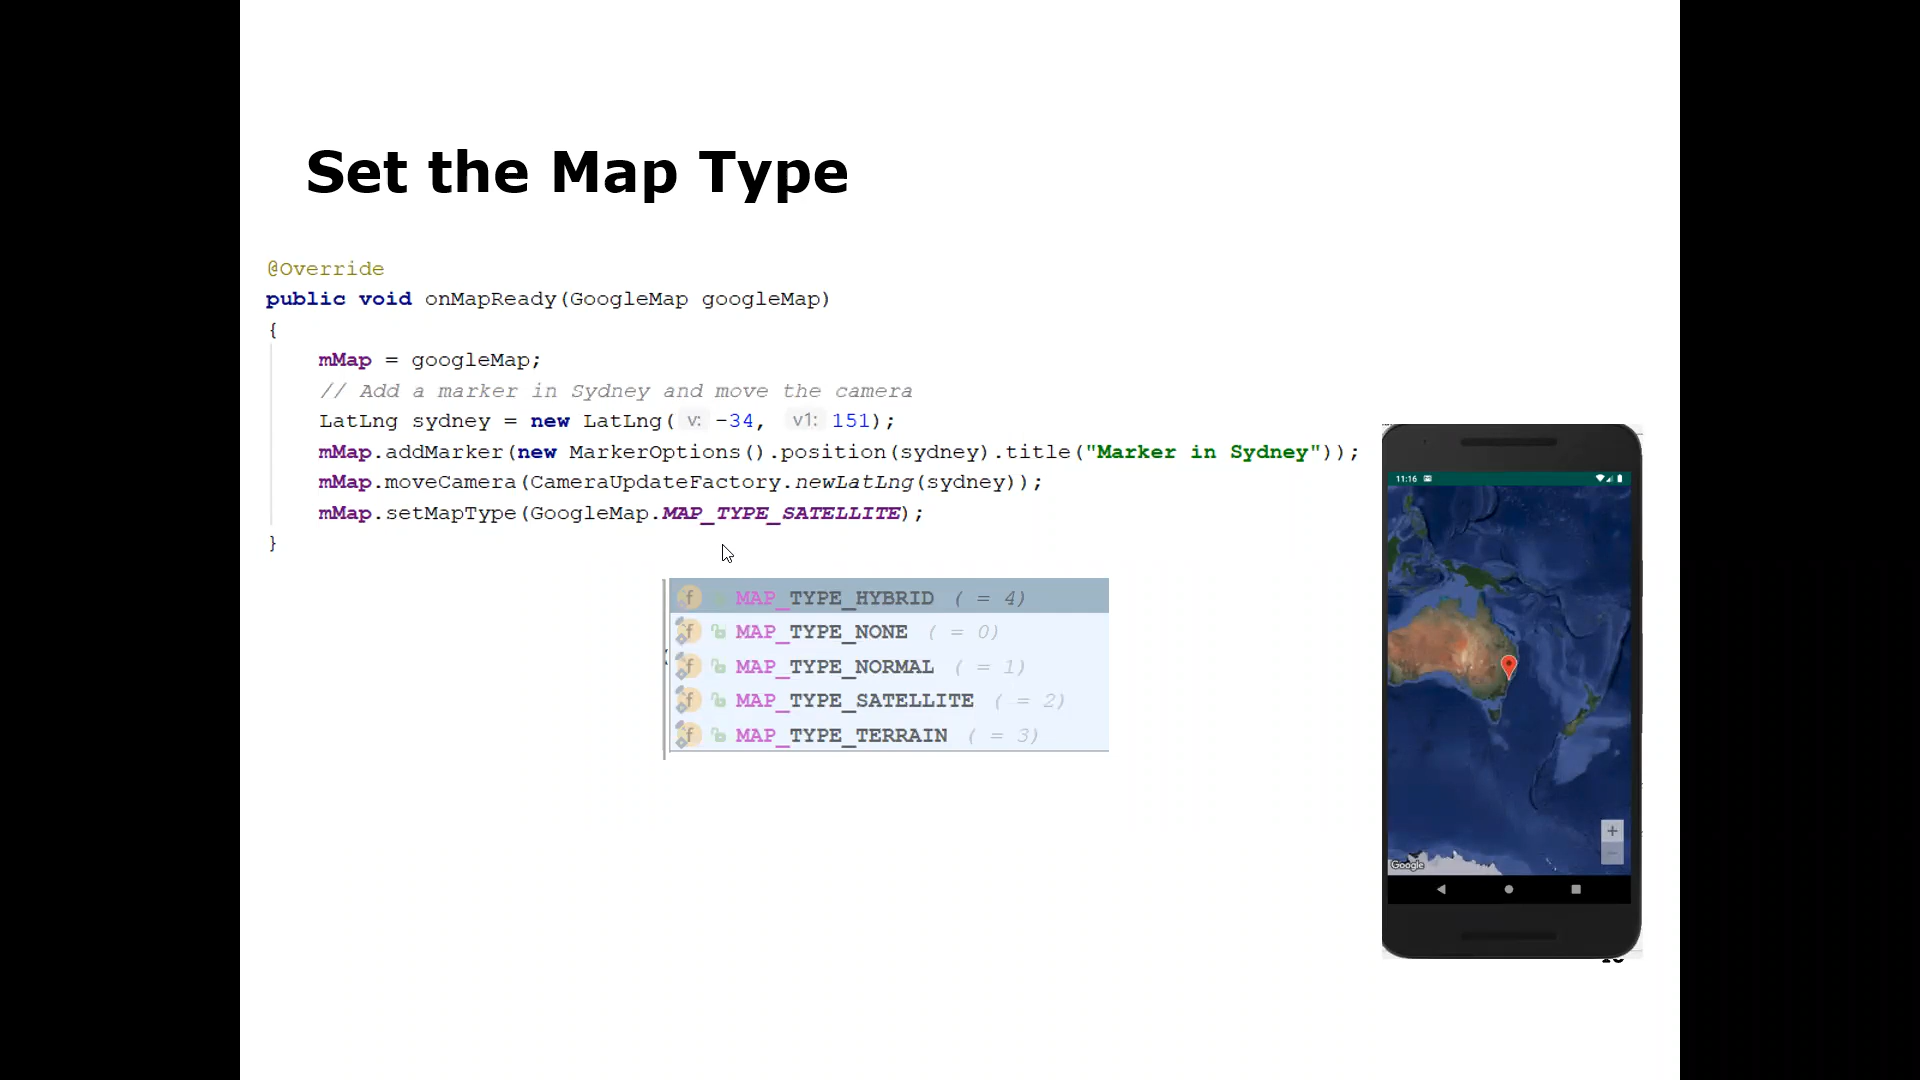 Set the Map Type
@Override
public void onMapReady(GoogleMap googleMap)
{
mMap = googleMap;
// Add a marker in Sydney and move the camera
LatLng sydney = new LatLng( v: -34, v1: 151);
mMap.addMarker(new MarkerOptions().position(sydney).title("Marker in Sydney"));
mMap.moveCamera(CameraUpdateFactory.newLatLng(sydney));
mMap.setMapType(GoogleMap.MAP_TYPE_SATELLITE);
}
f MAP_TYPE_HYBRID ( = 4)
f MAP_TYPE_NONE ( = 0)
f MAP_TYPE_NORMAL ( = 1)
f MAP_TYPE_SATELLITE ( = 2)
f MAP_TYPE_TERRAIN ( = 3)
11:16
+
Google